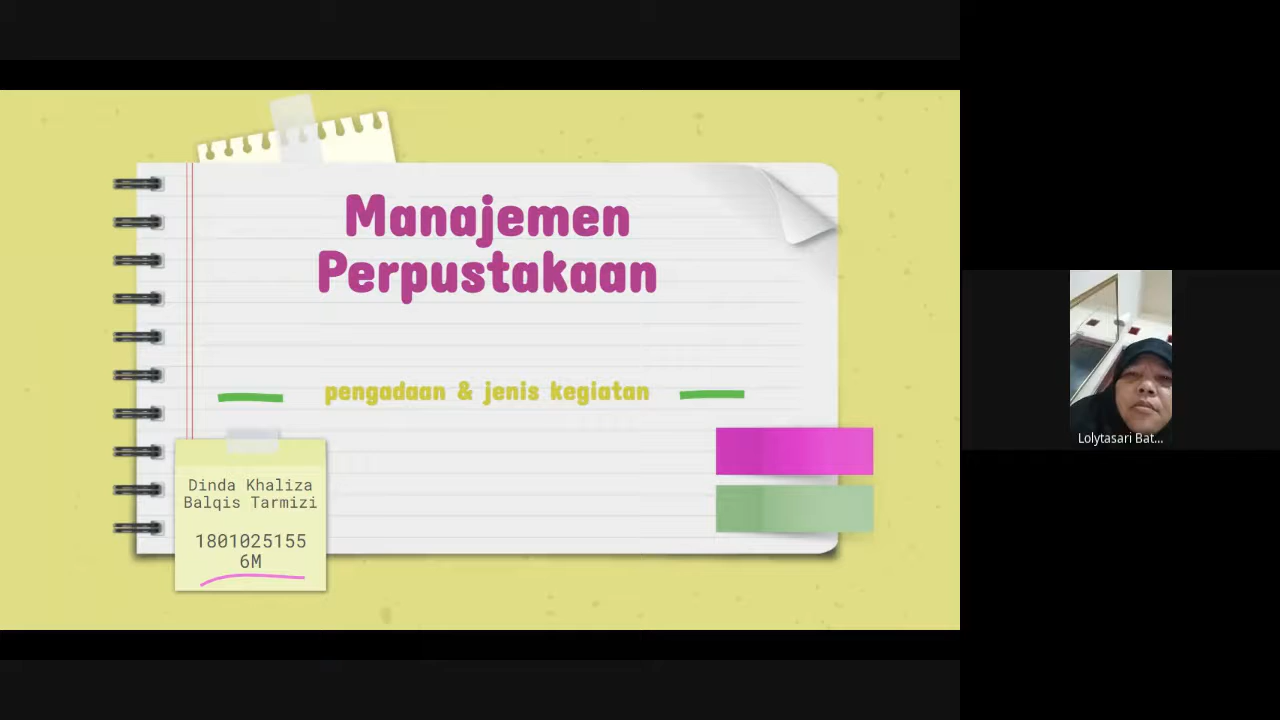 Manajemen
Perpustakaan
pengadaan & jenis kegiatan
Dinda Khaliza
Balqis Tarmizi
1801025155
6M
Lolytasari Bat...